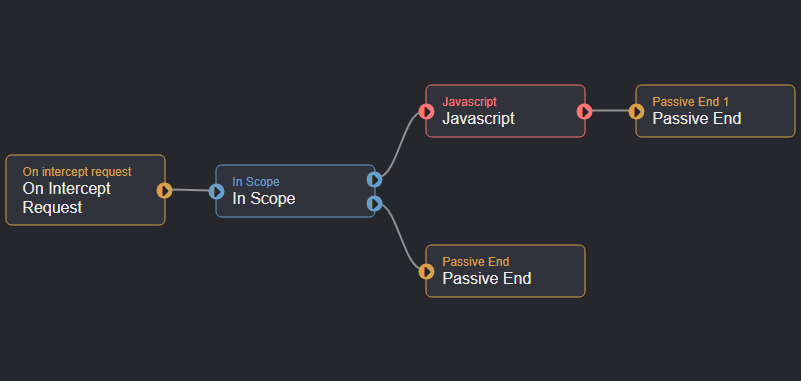 On intercept request
On Intercept
Request
In Scope
In Scope
Javascript
Javascript
Passive End 1
Passive End
Passive End
Passive End